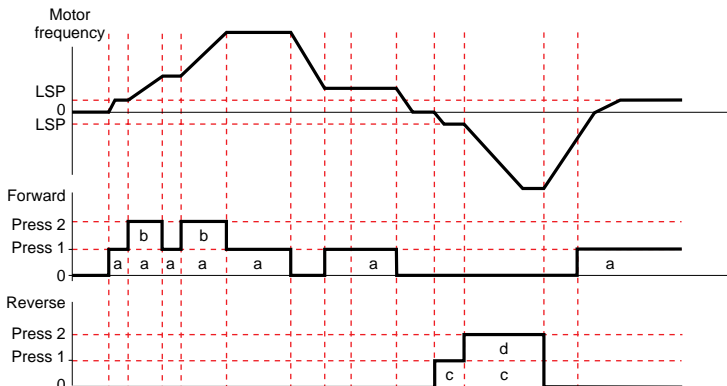 Motor
frequency
LSP
0
LSP
Forward
Press 2
b b
Press 1
a a a a a a a
0
Reverse
Press 2
d
Press 1
c c
0